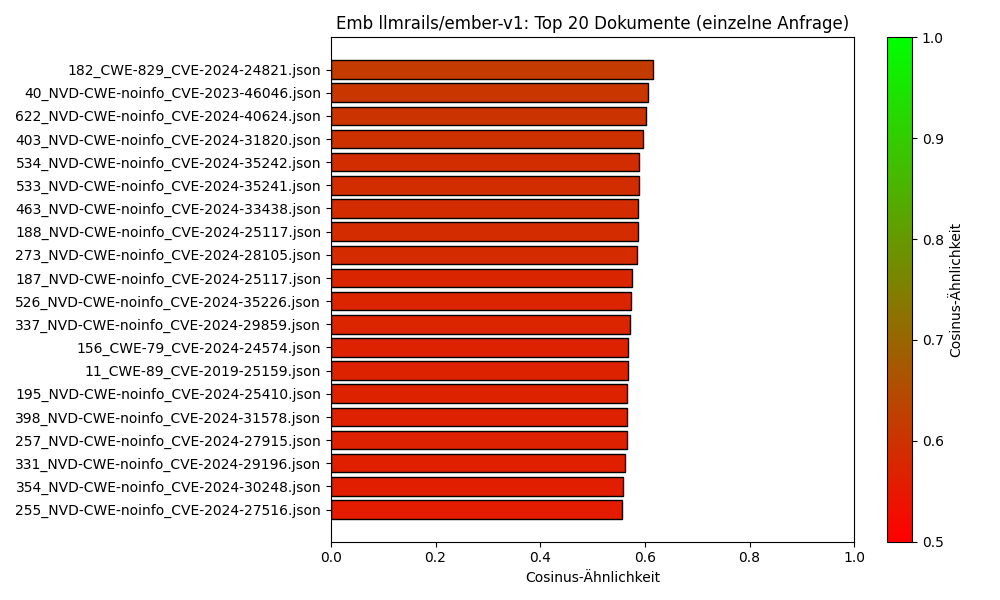 Emb llmrails/ember-v1: Top 20 Dokumente (einzelne Anfrage)
182_CWE-829_CVE-2024-24821.json
40_NVD-CWE-noinfo_CVE-2023-46046.json
622_NVD-CWE-noinfo_CVE-2024-40624.json
403_NVD-CWE-noinfo_CVE-2024-31820.json
534_NVD-CWE-noinfo_CVE-2024-35242.json
533_NVD-CWE-noinfo_CVE-2024-35241.json
463_NVD-CWE-noinfo_CVE-2024-33438.json
188_NVD-CWE-noinfo_CVE-2024-25117.json
273_NVD-CWE-noinfo_CVE-2024-28105.json
187_NVD-CWE-noinfo_CVE-2024-25117.json
526_NVD-CWE-noinfo_CVE-2024-35226.json
337_NVD-CWE-noinfo_CVE-2024-29859.json
156_CWE-79_CVE-2024-24574.json
11_CWE-89_CVE-2019-25159.json
195_NVD-CWE-noinfo_CVE-2024-25410.json
398_NVD-CWE-noinfo_CVE-2024-31578.json
257_NVD-CWE-noinfo_CVE-2024-27915.json
331_NVD-CWE-noinfo_CVE-2024-29196.json
354_NVD-CWE-noinfo_CVE-2024-30248.json
255_NVD-CWE-noinfo_CVE-2024-27516.json
0.0 0.2 0.4 0.6 0.8 1.0
Cosinus-Ähnlichkeit
1.0
0.9
0.8
0.7
0.6
0.5
Cosinus-Ähnlichkeit